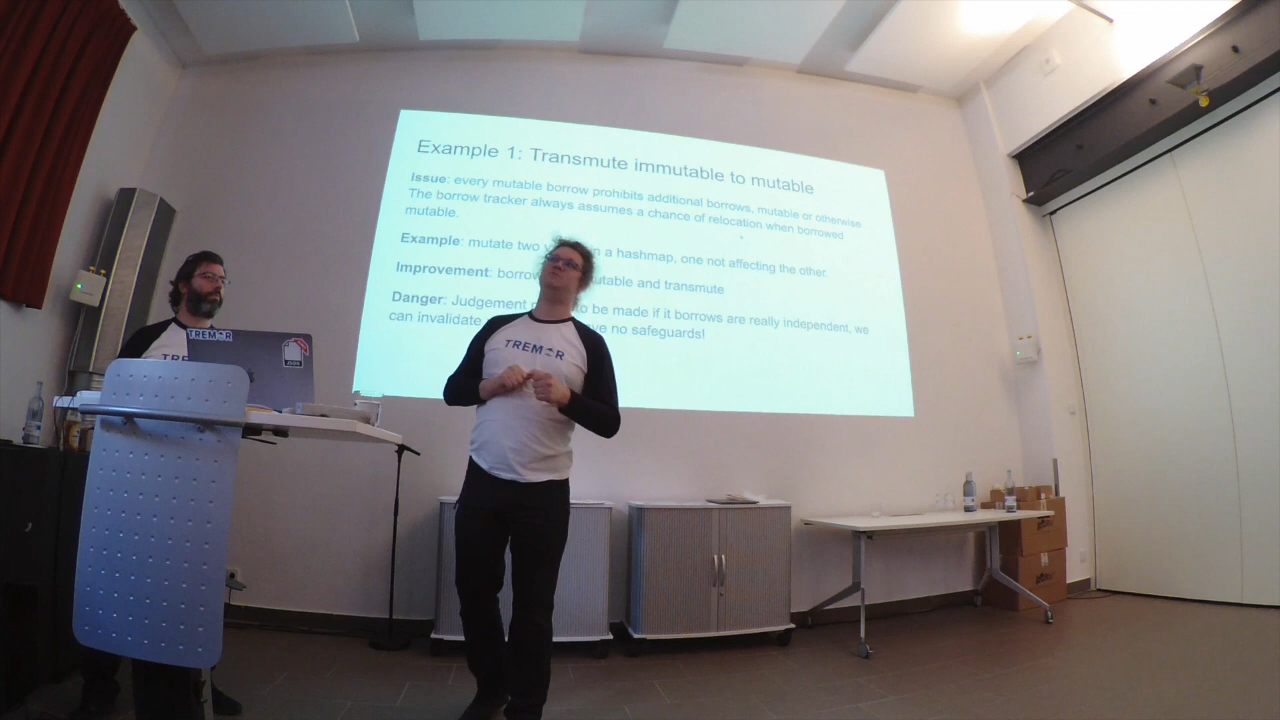 Example 1: Transmute immutable to mutable
Issue: every mutable borrow prohibits additional borrows, mutable or otherwise
The borrow tracker always assumes a chance of relocation when borrowed
mutable.
Example: mutate two in a hashmap, one not affecting the other
Improvement: and transmute
Danger: Judgement to be made if it borrows are really independent, we
can invalidate no safeguards!
TREMOR
TREMOR
JSON